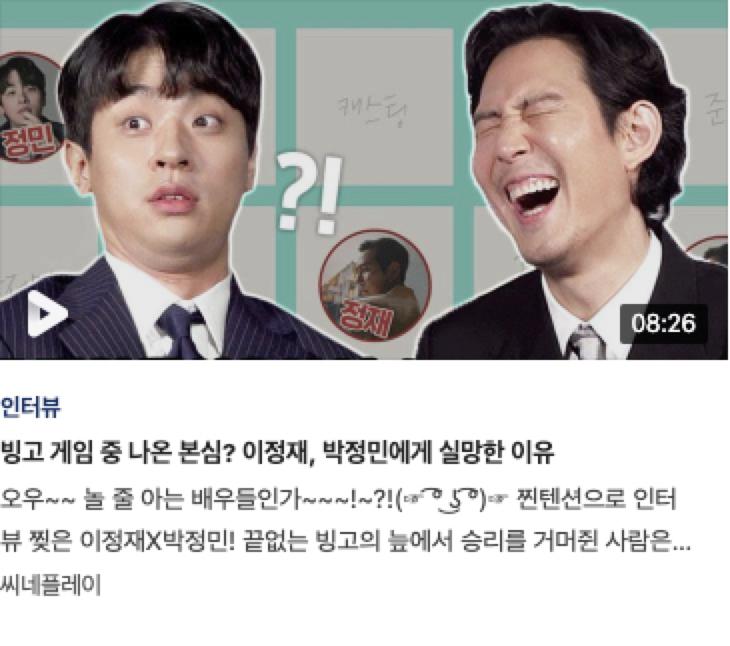 캐스팅
준
정민
?!
정재
08:26
인터뷰
빙고 게임 중 나온 본심? 이정재, 박정민에게 실망한 이유
오우~~ 놀 줄 아는 배우들인가~~~!~?!(☞ ͡° ͜ʖ ͡°)☞ 찐텐션으로 인터
뷰 찢은 이정재X박정민! 끝없는 빙고의 늪에서 승리를 거머쥔 사람은...
씨네플레이